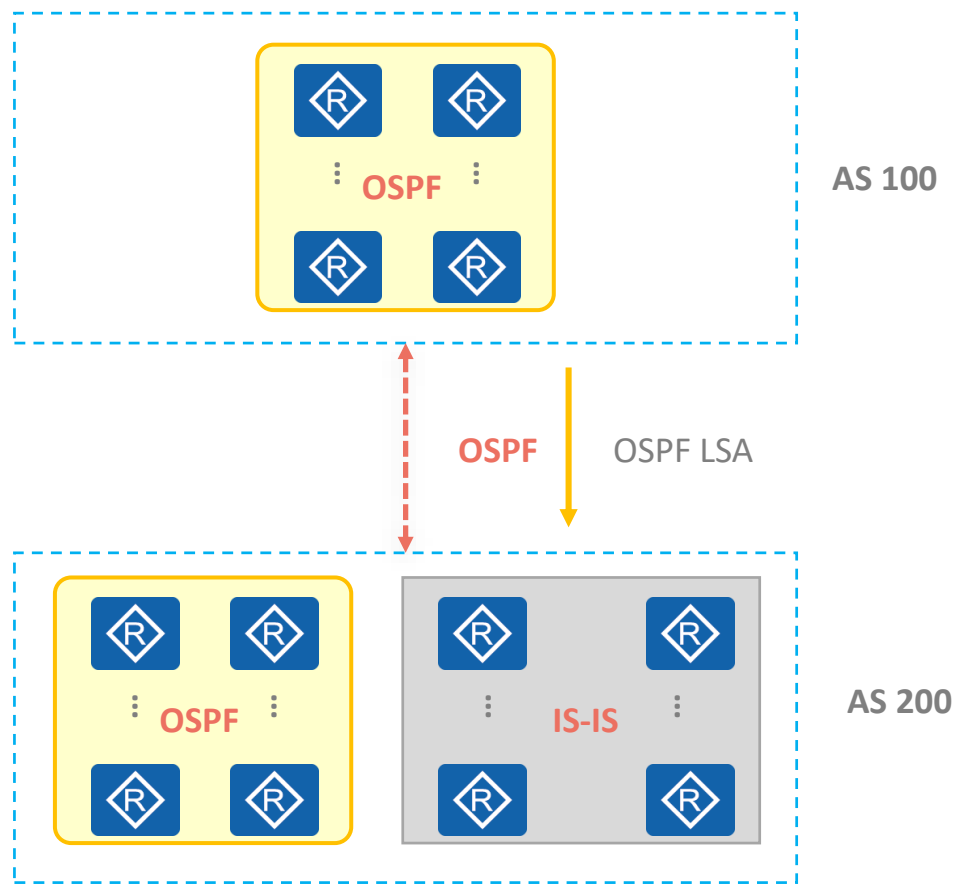 R R
OSPF
R R
AS 100
OSPF OSPF LSA
R R R R
OSPF IS-IS
R R R R
AS 200